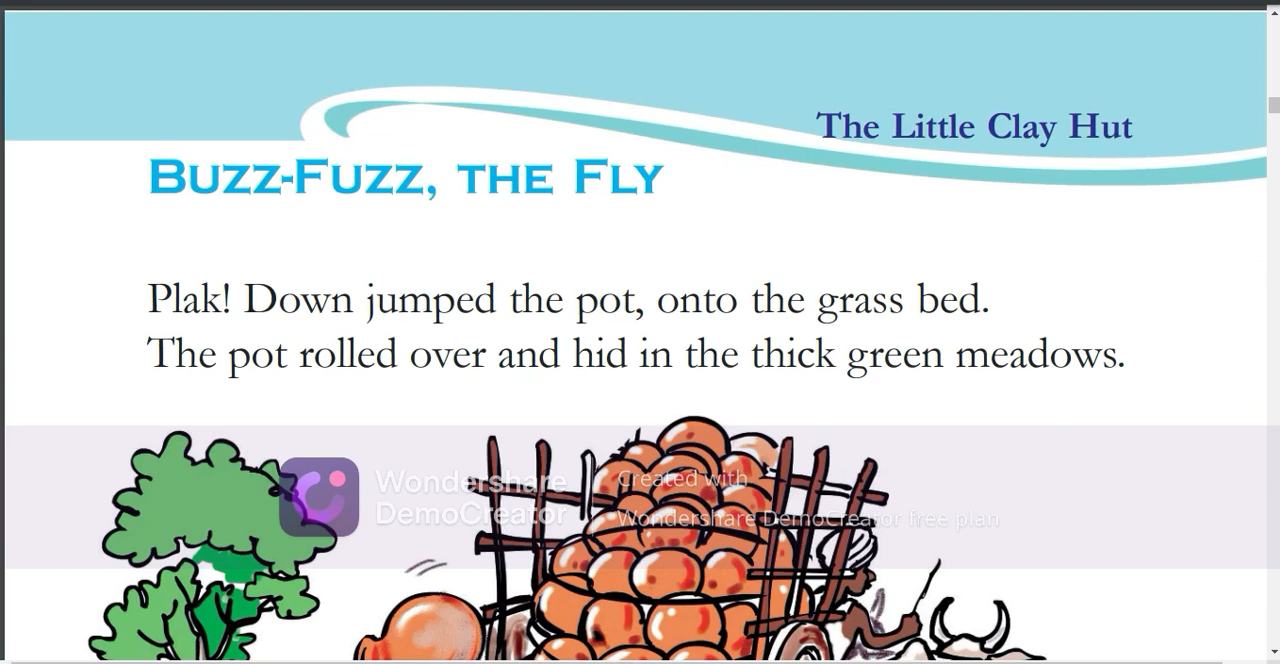 The Little Clay Hut
BUZZ-FUZZ, THE FLY
Plak! Down jumped the pot, onto the grass bed.
The pot rolled over and hid in the thick green meadows.
Wondershare
DemoCreator
Created with
Wondershare DemoCreator free plan